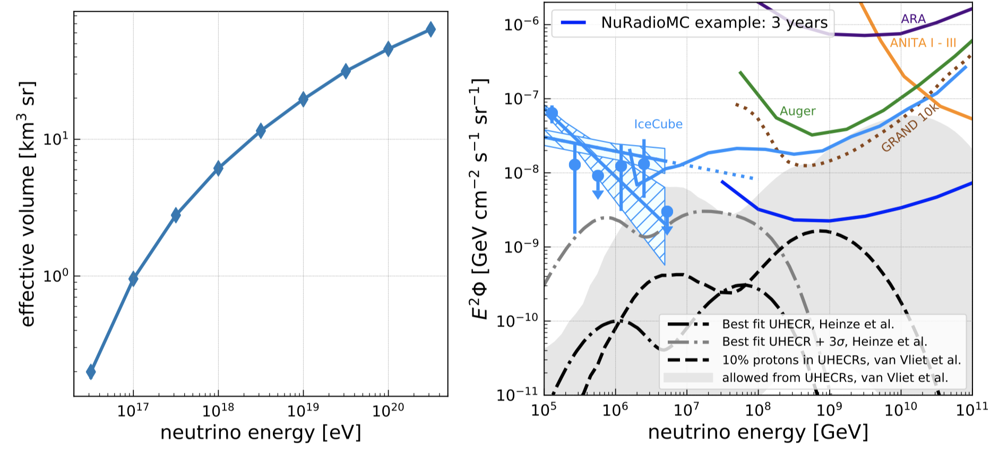 effective volume [km³ sr]
10¹
10⁰
10¹⁷ 10¹⁸ 10¹⁹ 10²⁰
neutrino energy [eV]
E²Φ [GeV cm⁻² s⁻¹ sr⁻¹]
10⁻⁶
10⁻⁷
10⁻⁸
10⁻⁹
10⁻¹⁰
10⁻¹¹
NuRadioMC example: 3 years
ARA
ANITA I - III
Auger
IceCube
GRAND 10k
Best fit UHECR, Heinze et al.
Best fit UHECR + 3σ, Heinze et al.
10% protons in UHECRs, van Vliet et al.
allowed from UHECRs, van Vliet et al.
10⁵ 10⁶ 10⁷ 10⁸ 10⁹ 10¹⁰ 10¹¹
neutrino energy [GeV]